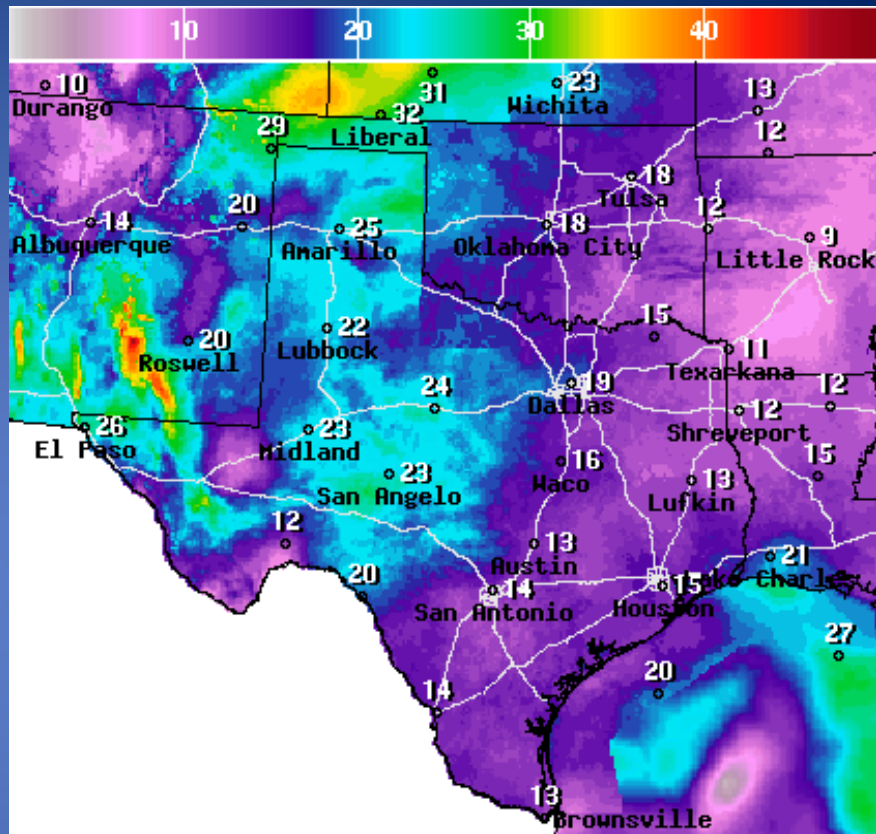 10 20 30 40
10
Durango
31
23
Wichita
13
32
Liberal
29
12
18
Tulsa
14
Albuquerque
20
25
Amarillo
18
Oklahoma City
12
9
Little Rock
20
Roswell
22
Lubbock
15
11
Texarkana
19
Dallas
24
12
Shreveport
12
26
El Paso
23
Midland
16
Waco
23
San Angelo
13
Lufkin
15
12
13
Austin
21
Lake Charles
20
14
San Antonio
15
Houston
27
20
14
13
Brownsville